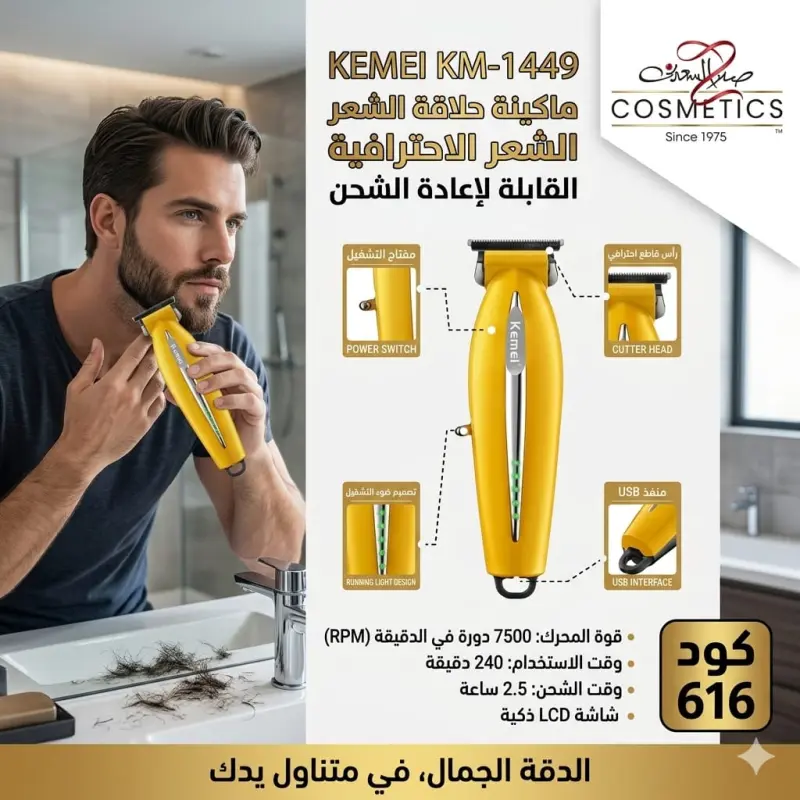 KEMEI KM-1449
ماكينة حلاقة الشعر
الشعر الاحترافية
القابلة لإعادة الشحن
COSMETICS
Since 1975
TM
مفتاح التشغيل
POWER SWITCH
رأس قاطع احترافي
CUTTER HEAD
Kemei
Kemei
تصميم ضوء التشغيل
RUNNING LIGHT DESIGN
منفذ USB
USB INTERFACE
• قوة المحرك: 7500 دورة في الدقيقة (RPM)
• وقت الاستخدام: 240 دقيقة
• وقت الشحن: 2.5 ساعة
• شاشة LCD ذكية
كود
616
الدقة الجمال، في متناول يدك